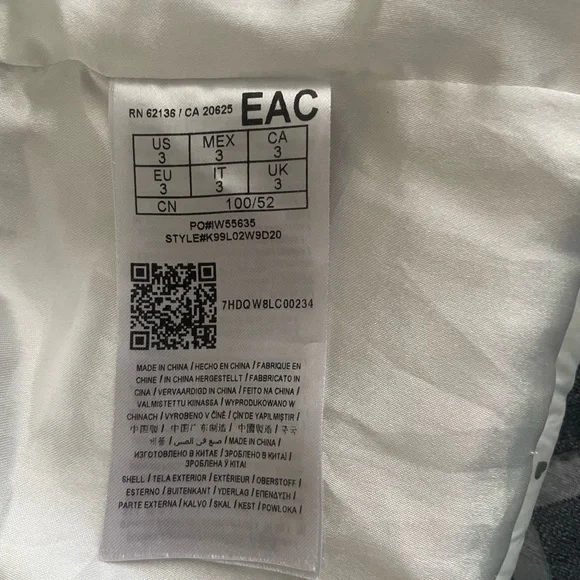 RN 62136 / CA 20625 EAC
US MEX CA
3 3 3
EU IT UK
3 3 3
CN 100/52
PO#IW55635
STYLE#K99L02W9D20
7HDQW8LC00234
MADE IN CHINA / HECHO EN CHINA / FABRIQUE EN
CHINE / IN CHINA HERGESTELLT / FABBRICATO IN
CINA / VERVAARDIGD IN CHINA / FEITO NA CHINA /
VALMISTETTU KIINASSA / WYPRODUKOWANO W
CHINACH / VYROBENO V ČÍNĚ / ÇİN'DE YAPILMIŞTIR /
中国製 / 中国广东制造 / 中國製造 /
صنع في الصين / MADE IN CHINA /
ИЗГОТОВЛЕНО В КИТАЕ / ЗРОБЛЕНО В КИТАЇ /
ЗРОБЛЕНА Ў КІТАІ
SHELL / TELA EXTERIOR / EXTÉRIEUR / OBERSTOFF /
ESTERNO / BUITENKANT / YDERLAG / ΕΠΕΝΔΥΣΗ /
PARTE EXTERNA / KALVO / SKAL / KEST / POWŁOKA /